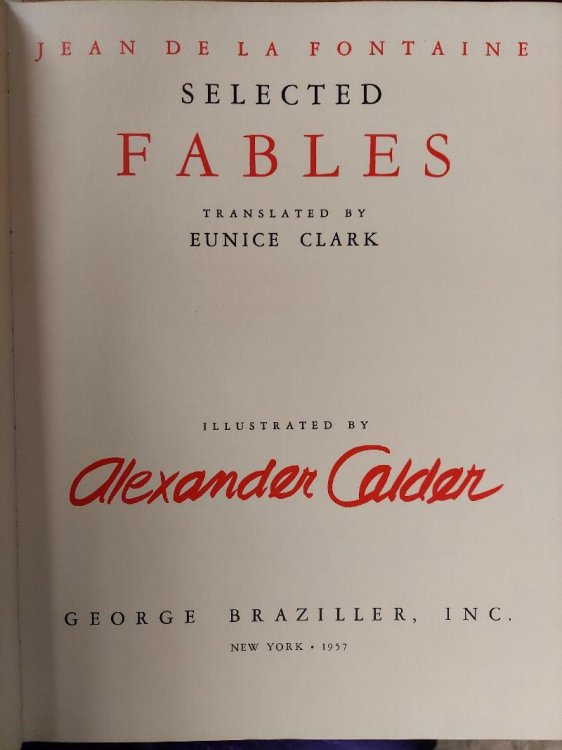 JEAN DE LA FONTAINE
SELECTED
FABLES
TRANSLATED BY
EUNICE CLARK
ILLUSTRATED BY
Alexander Calder
GEORGE BRAZILLER, INC.
NEW YORK • 1957